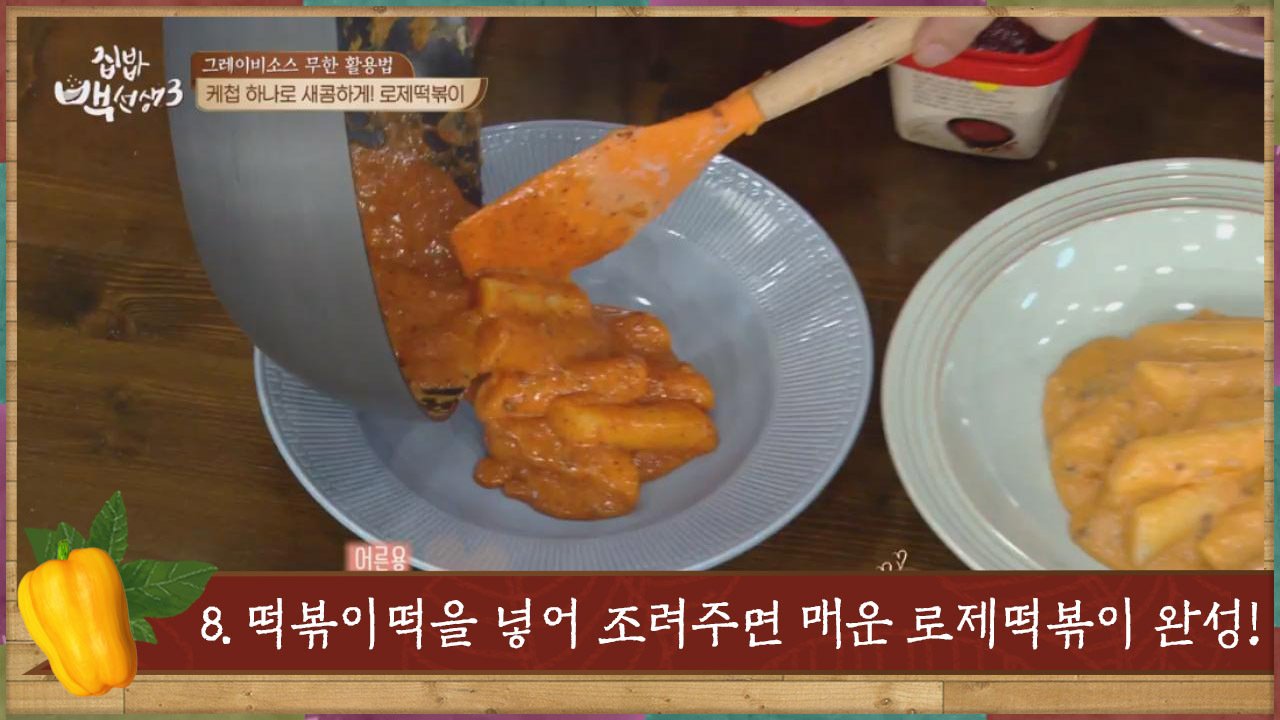 집밥
백선생3
그레이비소스 무한 활용법
케첩 하나로 새콤하게! 로제떡볶이
어른용
8. 떡볶이떡을 넣어 조려주면 매운 로제떡볶이 완성!